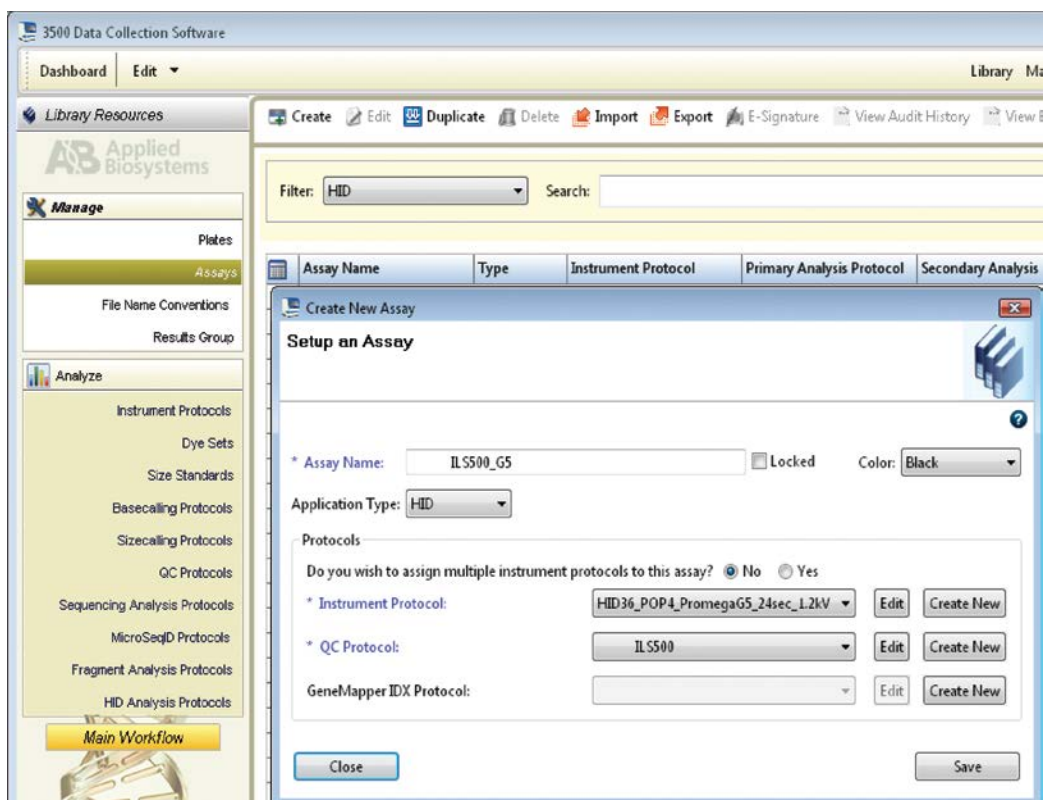 3500 Data Collection Software
Dashboard Edit Library Ma
Library Resources
Create Edit Duplicate Delete Import Export E-Signature View Audit History View E
AB Applied Biosystems
Filter: HID Search:
Manage
Plates
Assays
File Name Conventions
Results Group
Assay Name Type Instrument Protocol Primary Analysis Protocol Secondary Analysis
Analyze
Instrument Protocols
Dye Sets
Size Standards
Basecalling Protocols
Sizecalling Protocols
QC Protocols
Sequencing Analysis Protocols
MicroSeqID Protocols
Fragment Analysis Protocols
HID Analysis Protocols
Main Workflow
Create New Assay
Setup an Assay
* Assay Name: ILS500_G5 Locked Color: Black
Application Type: HID
Protocols
Do you wish to assign multiple instrument protocols to this assay? No Yes
* Instrument Protocol: HID36_POP4_PromegaG5_24sec_1.2kV Edit Create New
* QC Protocol: ILS500 Edit Create New
GeneMapper IDX Protocol: Edit Create New
Close Save